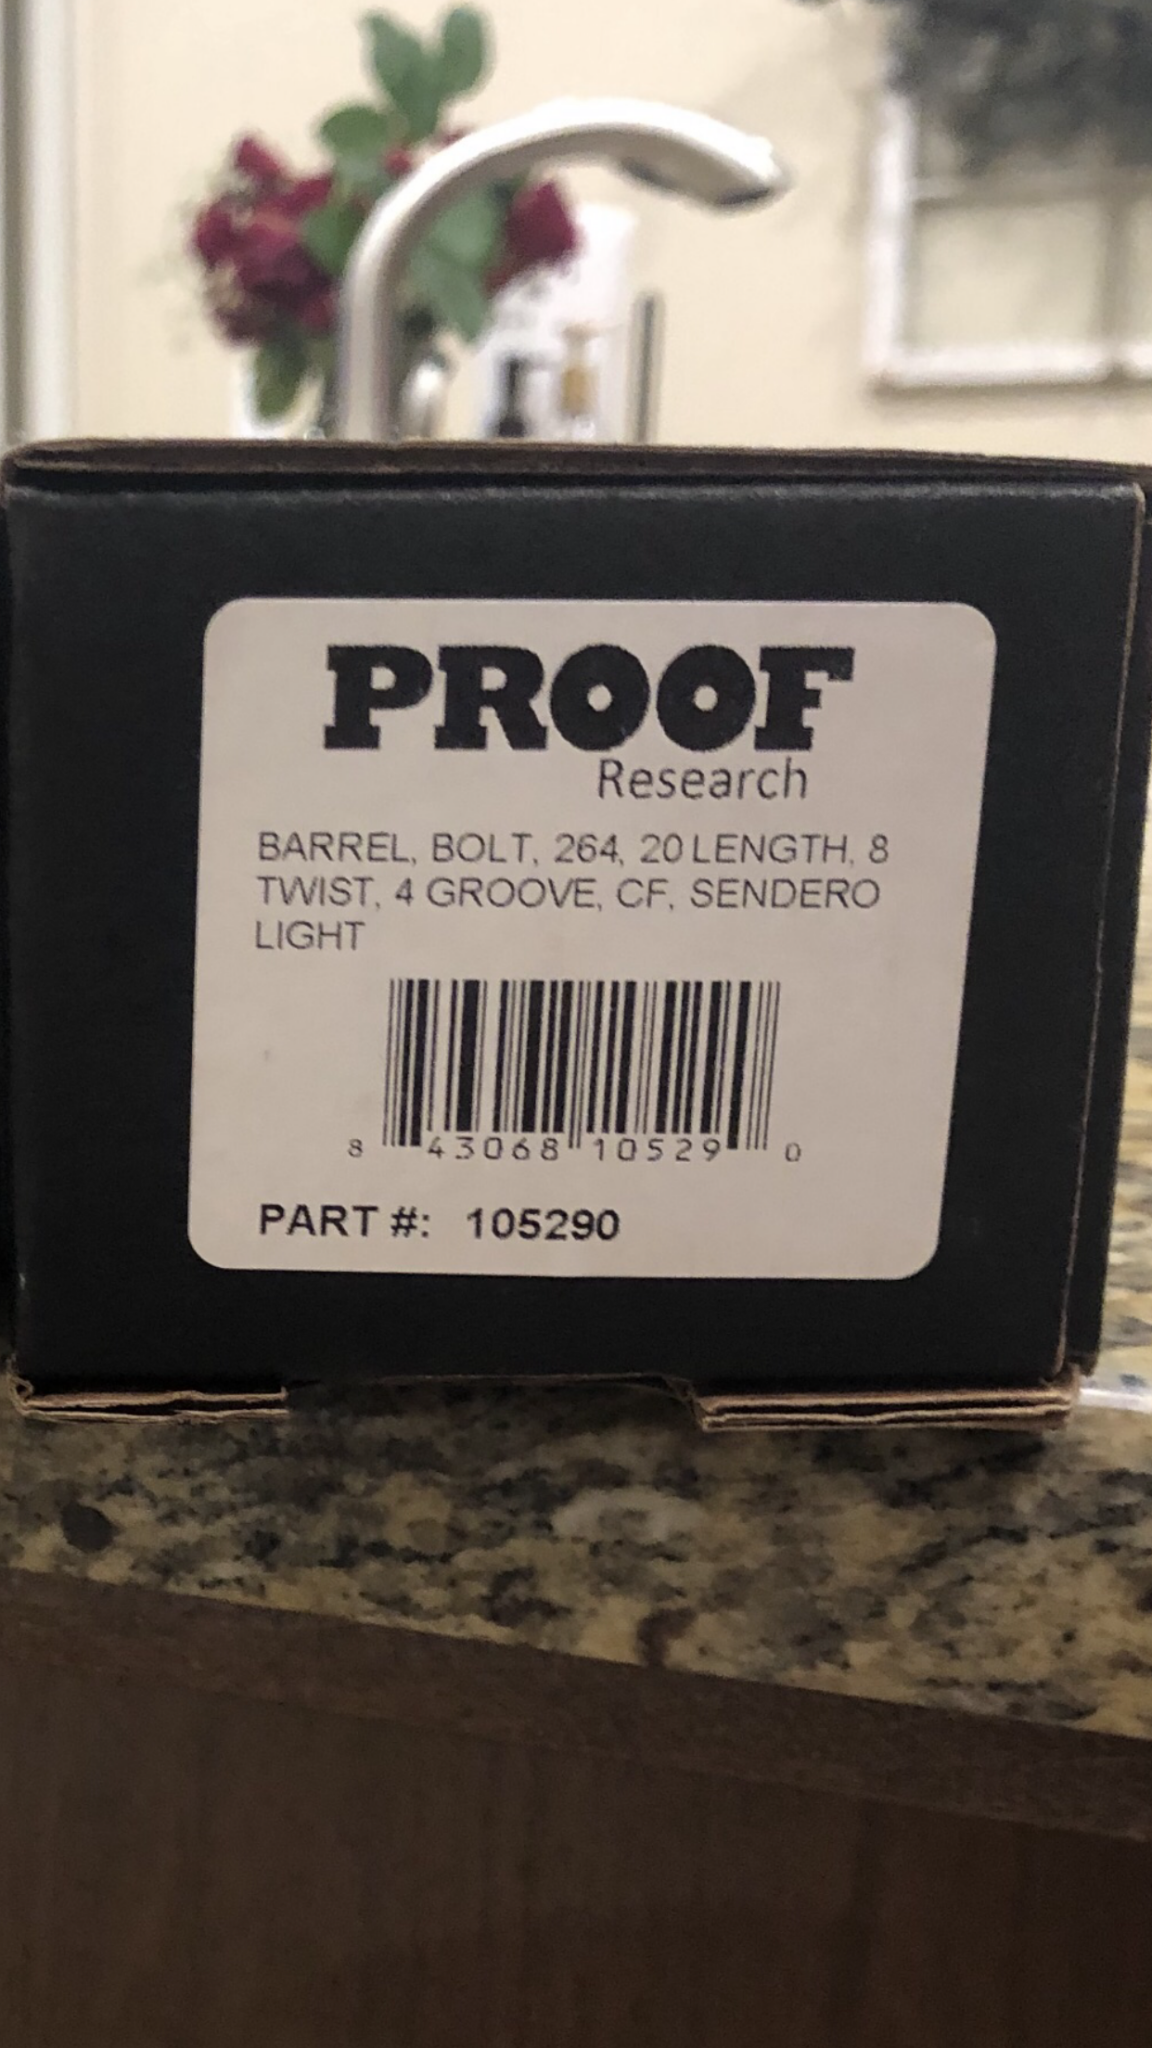 PROOF
Research
BARREL, BOLT, 264, 20 LENGTH, 8
TWIST, 4 GROOVE, CF, SENDERO
LIGHT
8 43068 10529 0
PART #: 105290